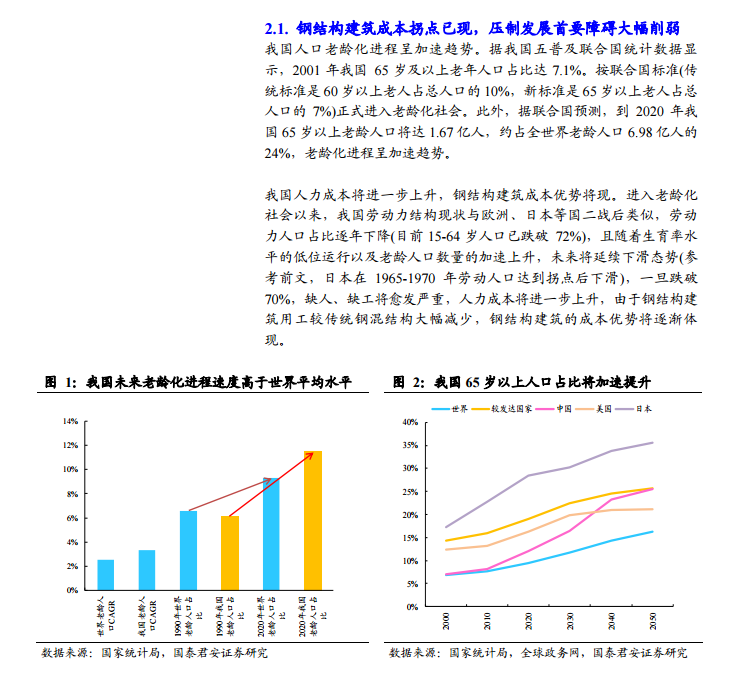 2.1. 钢结构建筑成本拐点已现，压制发展首要障碍大幅削弱
我国人口老龄化进程呈加速趋势。据我国五普及联合国统计数据显
示，2001 年我国 65 岁及以上老年人口占比达 7.1%。按联合国标准(传
统标准是 60 岁以上老人占总人口的 10%，新标准是 65 岁以上老人占总
人口的 7%)正式进入老龄化社会。此外，据联合国预测，到 2020 年我
国 65 岁以上老龄人口将达 1.67 亿人，约占全世界老龄人口 6.98 亿人的
24%，老龄化进程呈加速趋势。
我国人力成本将进一步上升，钢结构建筑成本优势将现。进入老龄化
社会以来，我国劳动力结构现状与欧洲、日本等国二战后类似，劳动
力人口占比逐年下降(目前 15-64 岁人口已跌破 72%)，且随着生育率水
平的低位运行以及老龄人口数量的加速上升，未来将延续下滑态势(参
考前文，日本在 1965-1970 年劳动人口达到拐点后下滑)，一旦跌破
70%，缺人、缺工将愈发严重，人力成本将进一步上升，由于钢结构建
筑用工较传统钢混结构大幅减少，钢结构建筑的成本优势将逐渐体
现。
图 1：我国未来老龄化进程速度高于世界平均水平
14%
12%
10%
8%
6%
4%
2%
0%
世界老龄人
口CAGR
我国老龄人
口CAGR
1990年世界
老龄人口占
比
1990年我国
老龄人口占
比
2020年世界
老龄人口占
比
2020年我国
老龄人口占
比
数据来源：国家统计局，国泰君安证券研究
图 2：我国 65 岁以上人口占比将加速提升
世界 较发达国家 中国 美国 日本
40%
35%
30%
25%
20%
15%
10%
5%
0%
2000
2010
2020
2030
2040
2050
数据来源：国家统计局，全球政务网，国泰君安证券研究